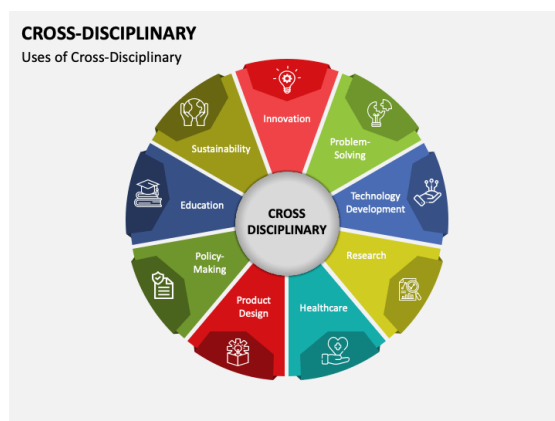 CROSS-DISCIPLINARY
Uses of Cross-Disciplinary
Innovation
Problem-
Solving
Technology
Development
Research
Healthcare
Product
Design
Policy-
Making
Education
Sustainability
CROSS
DISCIPLINARY